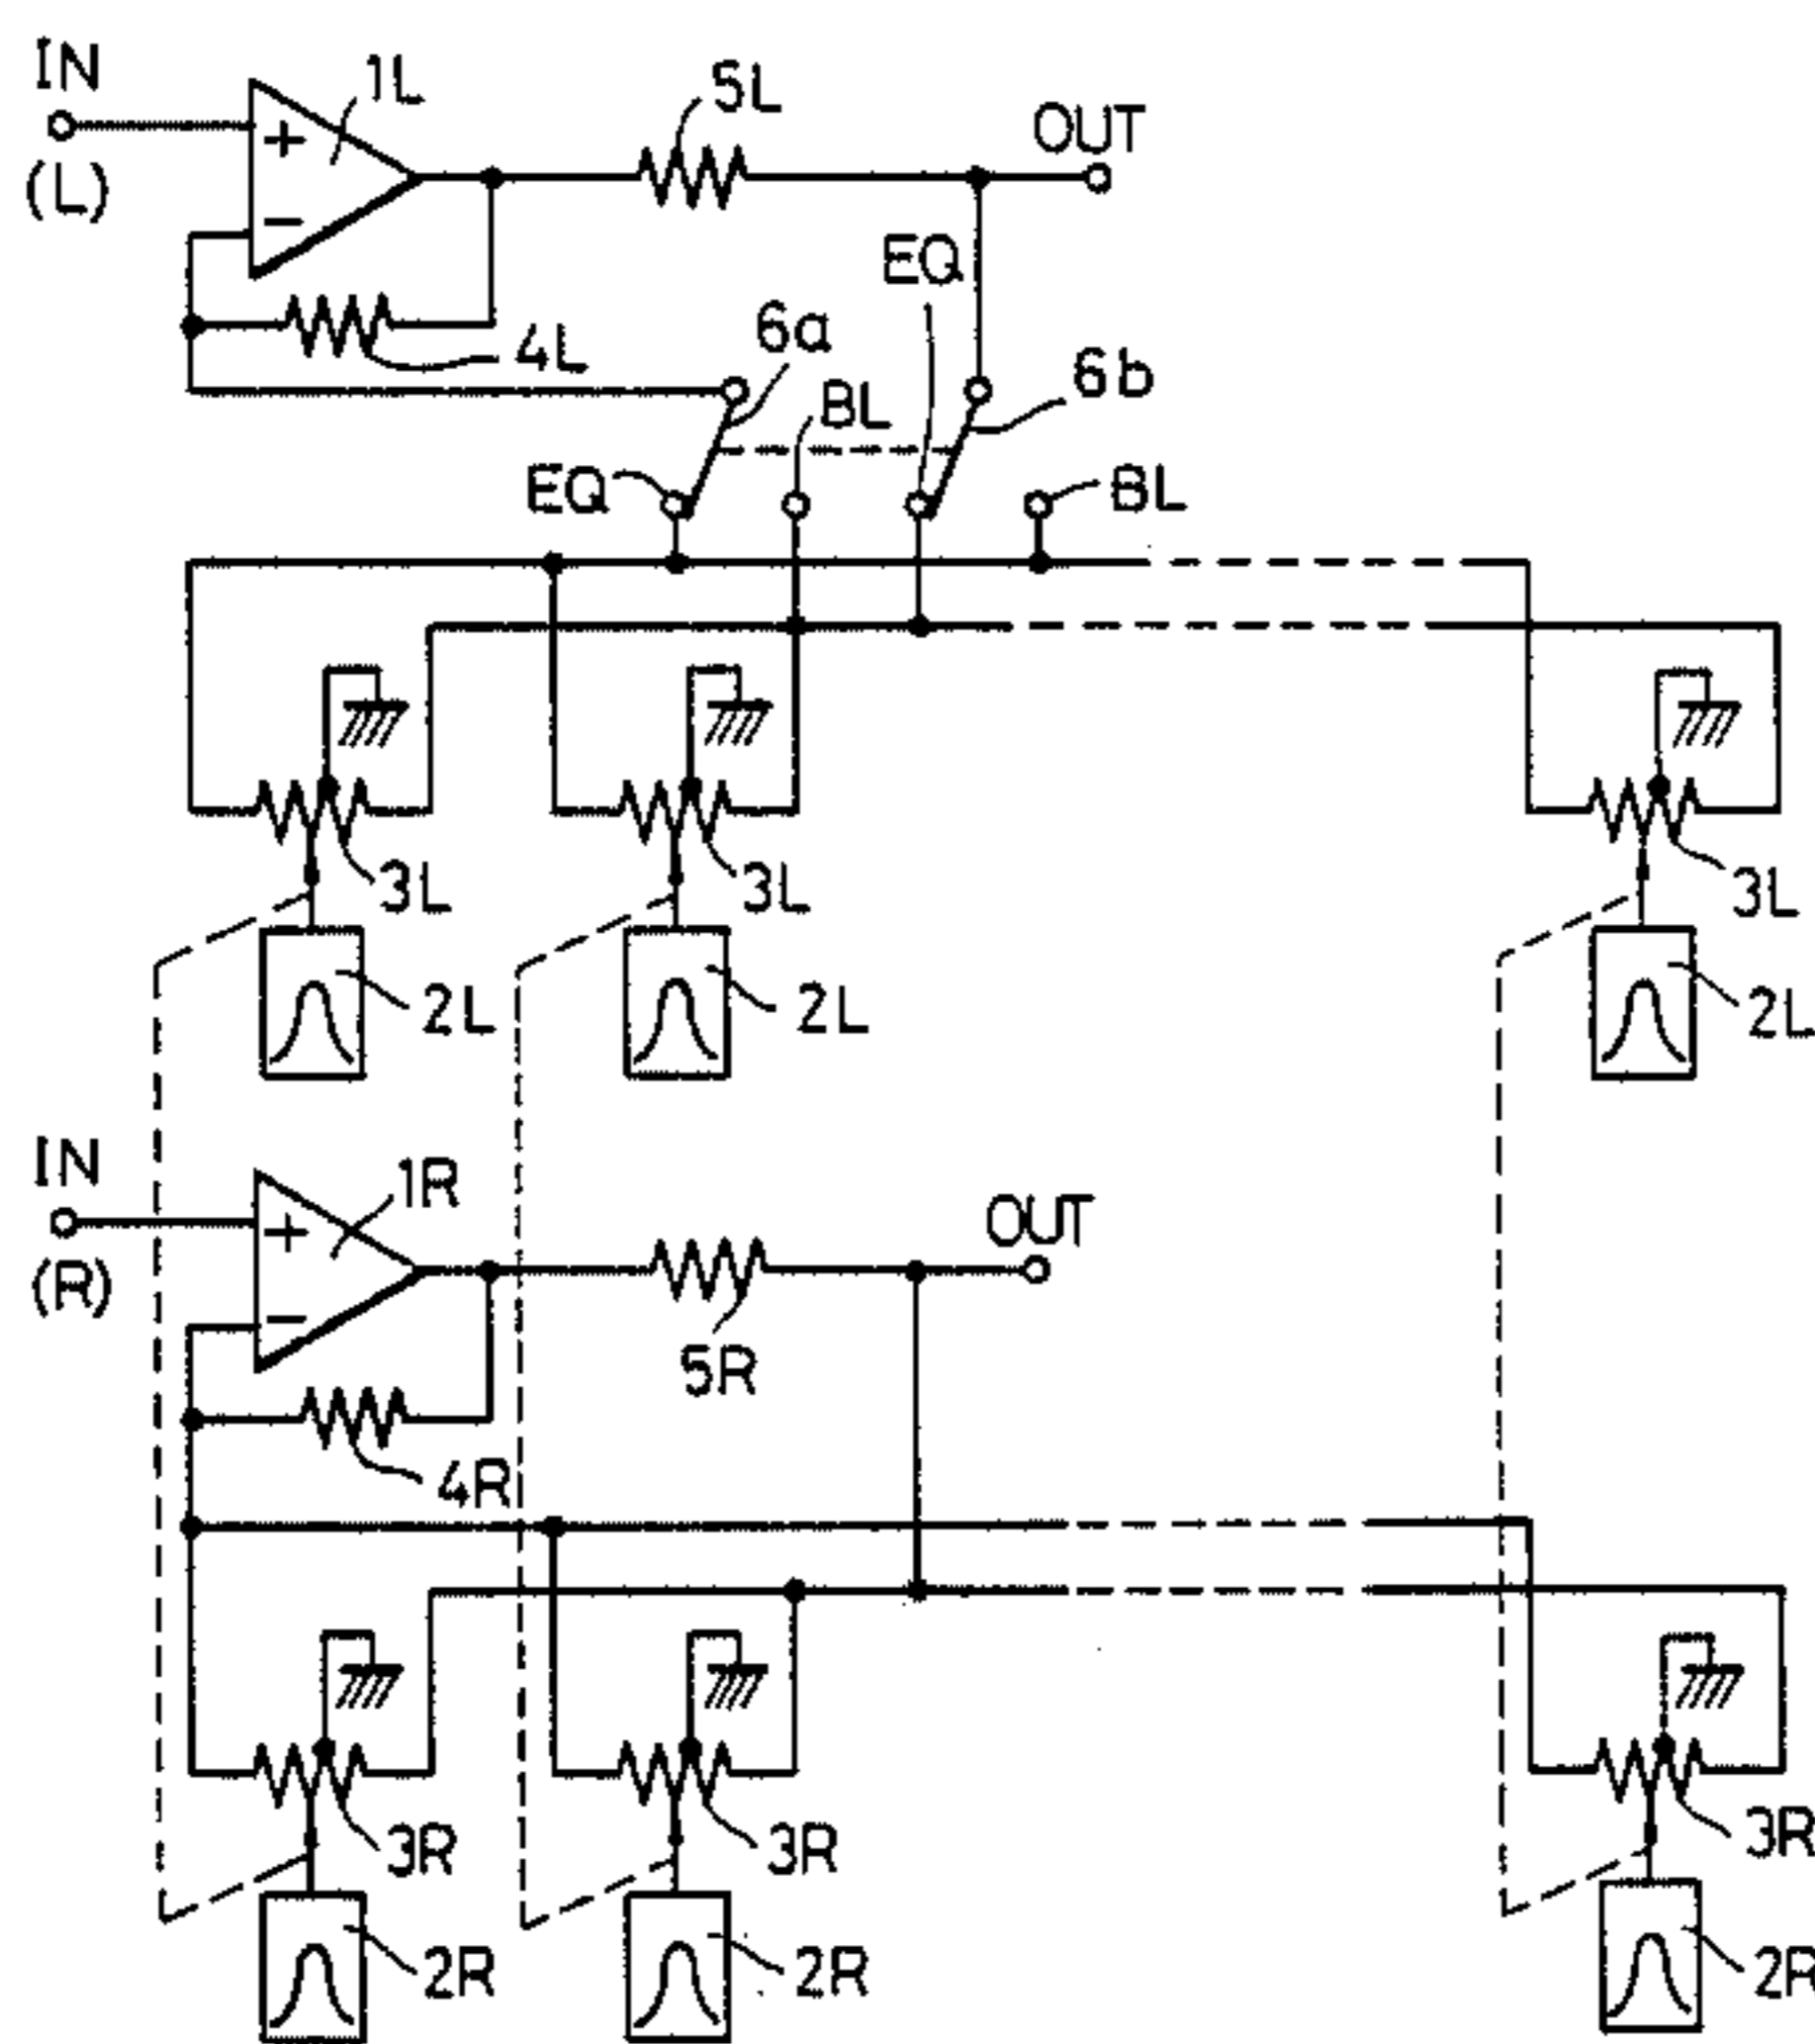 IN
1L
5L
OUT
+
(L)
−
EQ
4L
6a
6b
BL
EQ
BL
3L
3L
3L
2L
2L
2L
IN
1R
OUT
+
(R)
−
5R
4R
3R
3R
3R
2R
2R
2R